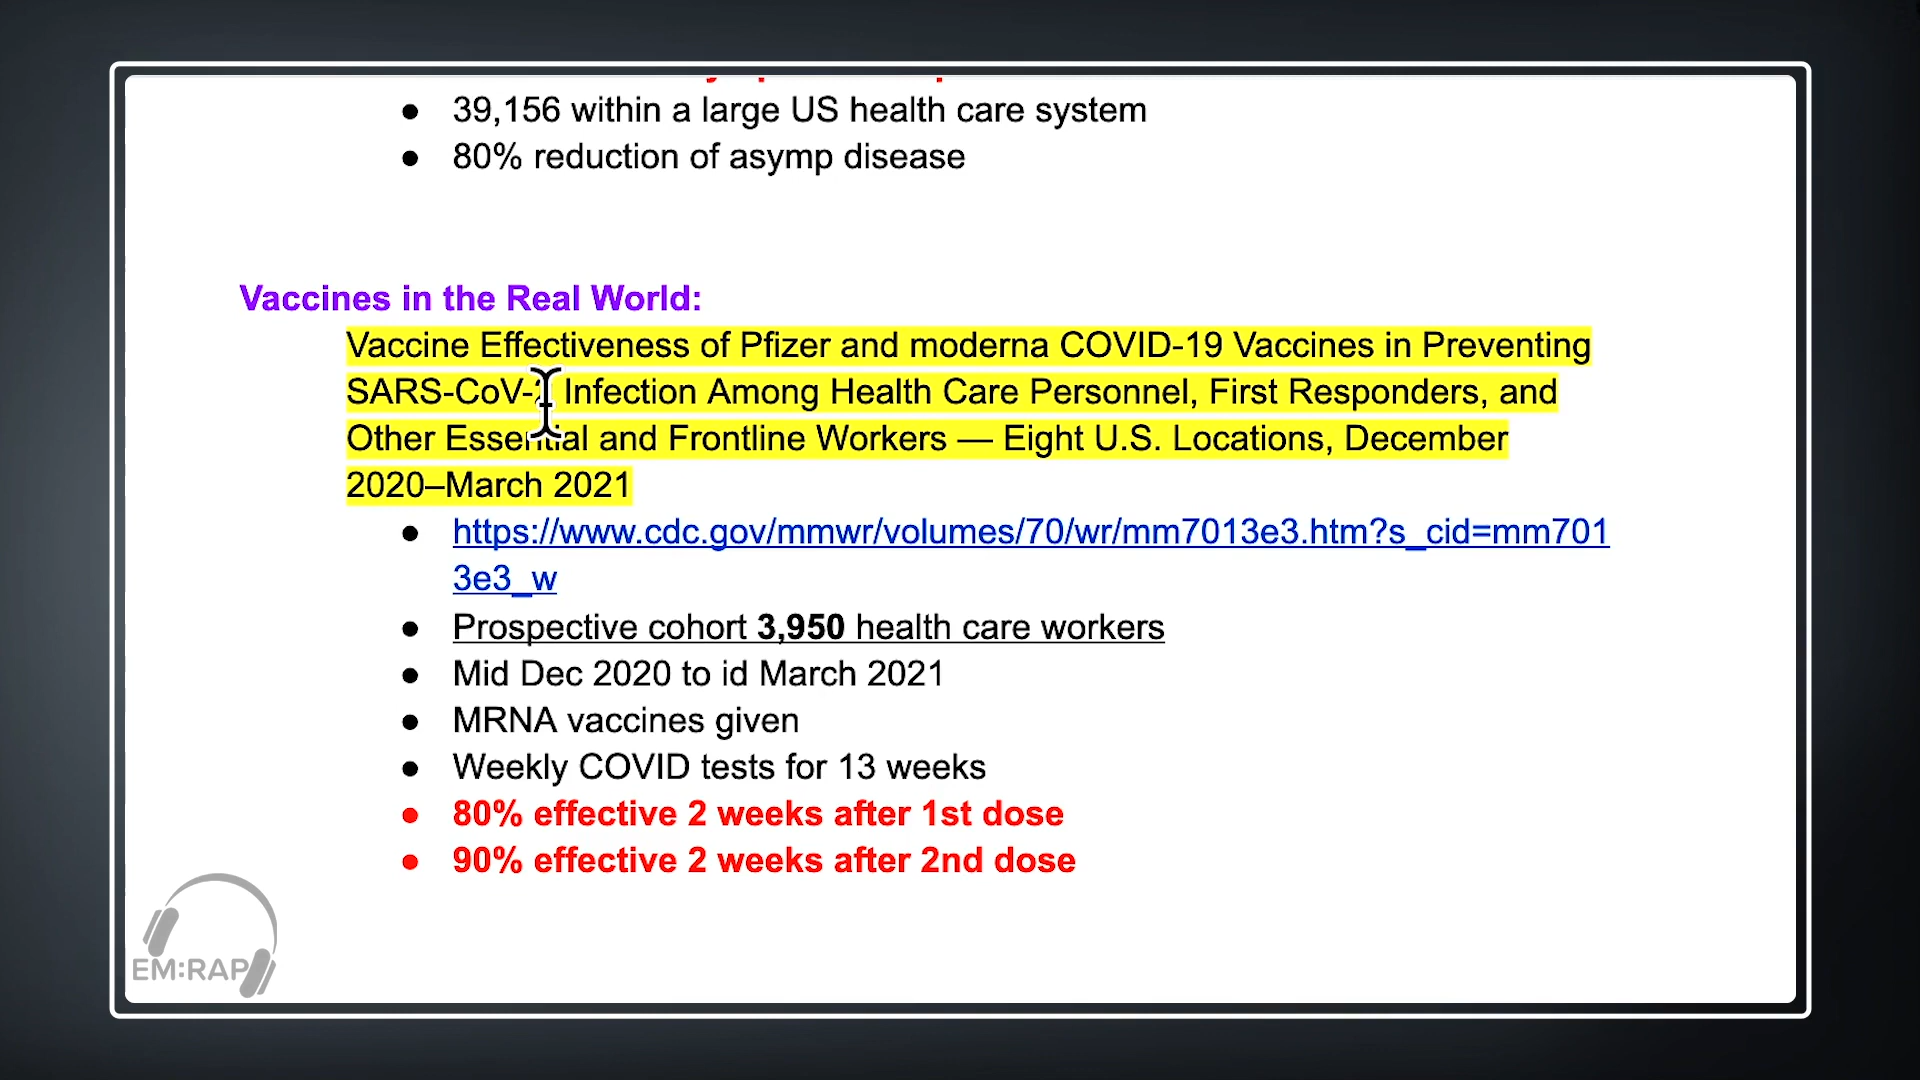 ● 39,156 within a large US health care system
● 80% reduction of asymp disease
Vaccines in the Real World:
Vaccine Effectiveness of Pfizer and moderna COVID-19 Vaccines in Preventing
SARS-CoV-2 Infection Among Health Care Personnel, First Responders, and
Other Essential and Frontline Workers — Eight U.S. Locations, December
2020–March 2021
● https://www.cdc.gov/mmwr/volumes/70/wr/mm7013e3.htm?s_cid=mm701
3e3_w
● Prospective cohort 3,950 health care workers
● Mid Dec 2020 to id March 2021
● MRNA vaccines given
● Weekly COVID tests for 13 weeks
● 80% effective 2 weeks after 1st dose
● 90% effective 2 weeks after 2nd dose
EM:RAP